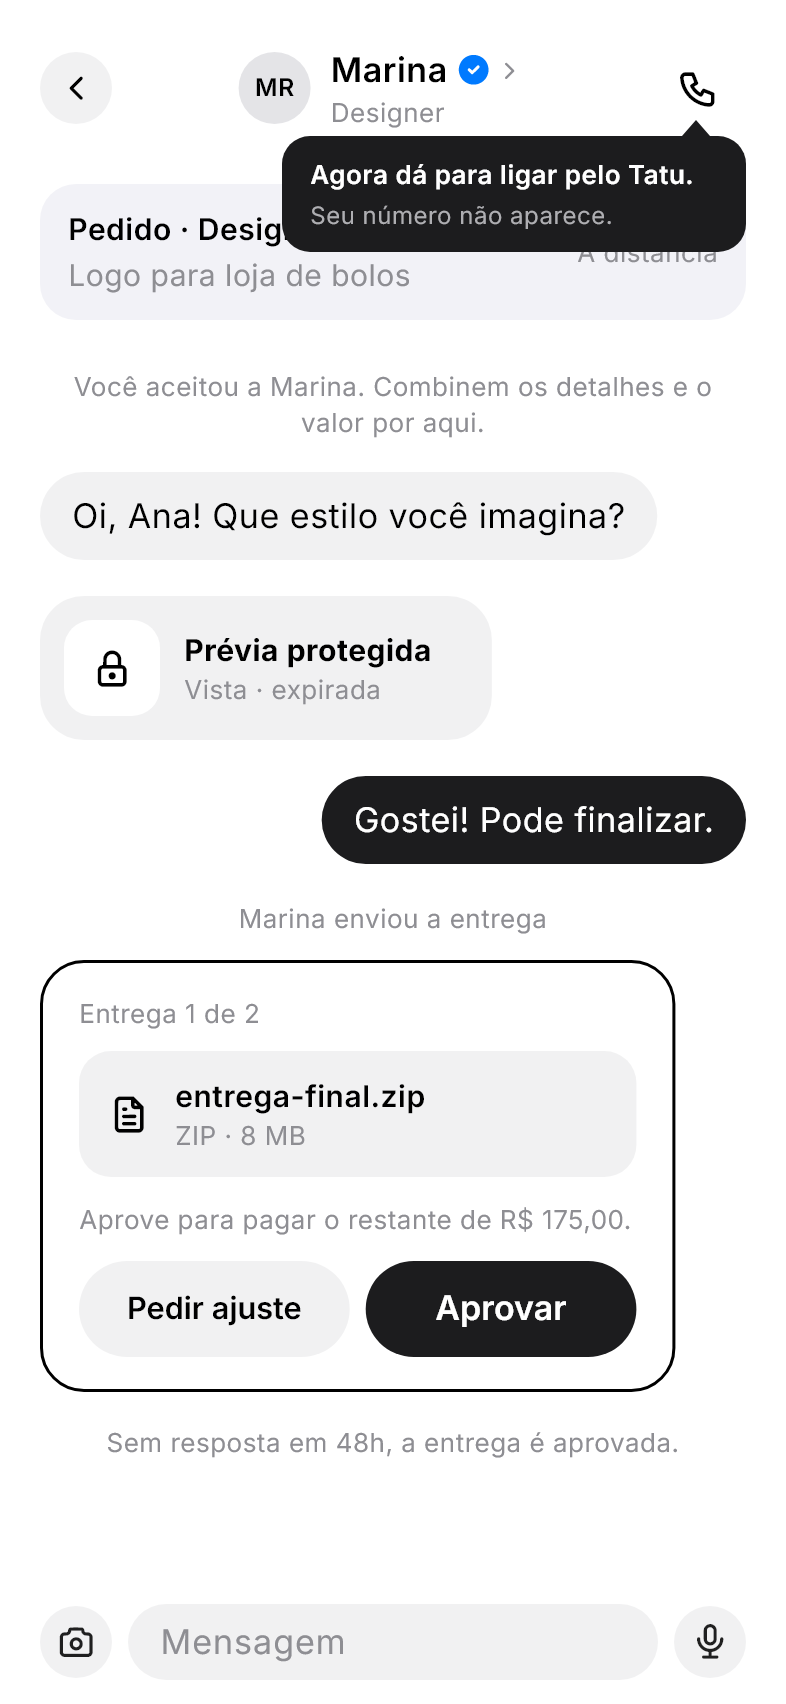 MR
Marina
Designer
Agora dá para ligar pelo Tatu.
Seu número não aparece.
Pedido · Desig
A distância
Logo para loja de bolos
Você aceitou a Marina. Combinem os detalhes e o
valor por aqui.
Oi, Ana! Que estilo você imagina?
Prévia protegida
Vista · expirada
Gostei! Pode finalizar.
Marina enviou a entrega
Entrega 1 de 2
entrega-final.zip
ZIP · 8 MB
Aprove para pagar o restante de R$ 175,00.
Pedir ajuste
Aprovar
Sem resposta em 48h, a entrega é aprovada.
Mensagem